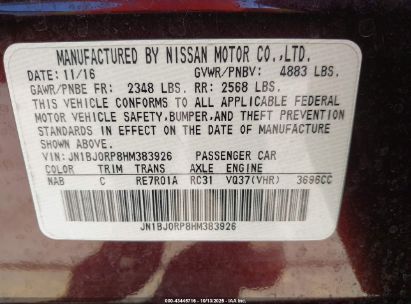 MANUFACTURED BY NISSAN MOTOR CO.,LTD.
DATE: 11/16 GVWR/PNBV: 4883 LBS.
GAWR/PNBE FR: 2348 LBS. RR: 2568 LBS.
THIS VEHICLE CONFORMS TO ALL APPLICABLE FEDERAL
MOTOR VEHICLE SAFETY,BUMPER,AND THEFT PREVENTION
STANDARDS IN EFFECT ON THE DATE OF MANUFACTURE
SHOWN ABOVE.
VIN: JN1BJ0RP8HM383926 PASSENGER CAR
COLOR TRIM TRANS AXLE ENGINE
NAB C RE7R01A RC31 VQ37(VHR) 3696CC
JN1BJ0RP8HM383926